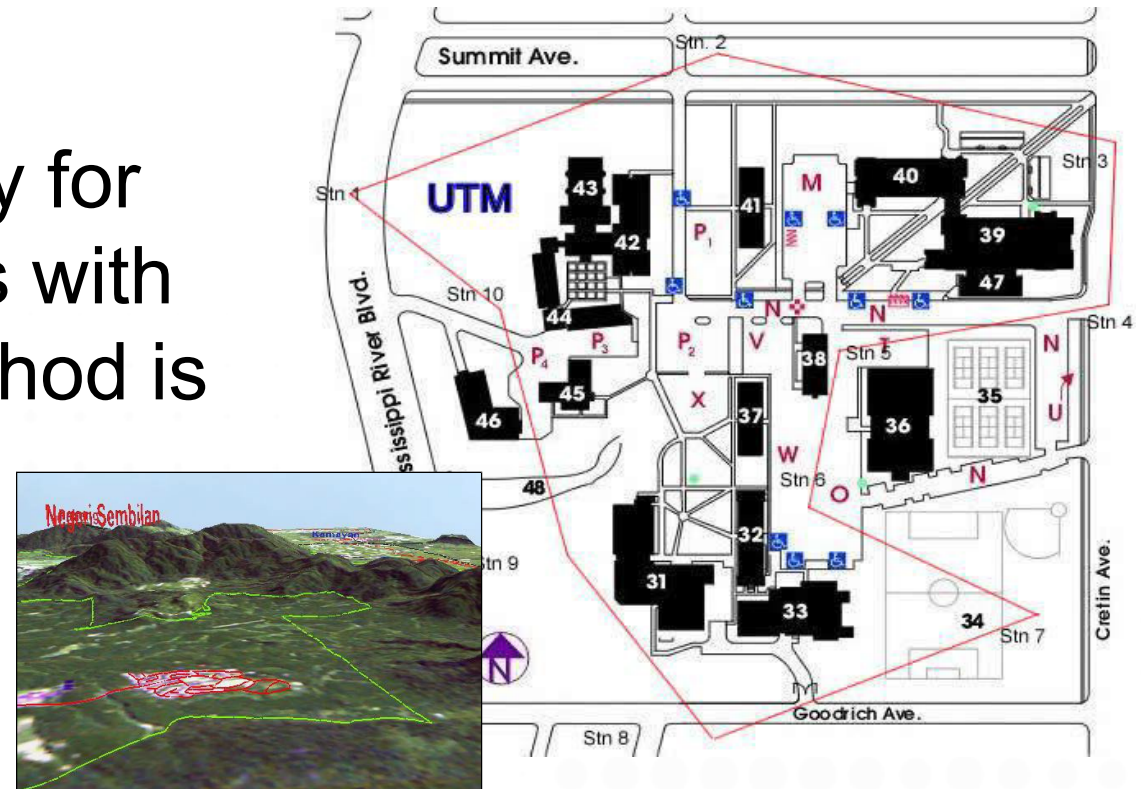 y for
s with
hod is
Summit Ave.
Stn. 2
Stn 3
Stn 1
UTM
43
42
41
M
40
39
47
P1
Stn 10
44
P3
P4
P2
V
N
N
38
T
Stn 5
Stn 4
N
U
35
36
N
45
46
X
37
W
Stn 6
O
48
ssissippi River Blvd.
32
31
33
34
Stn 7
Stn 9
N
Cretin Ave.
Goodrich Ave.
Stn 8
Negeri Sembilan
Kemayan